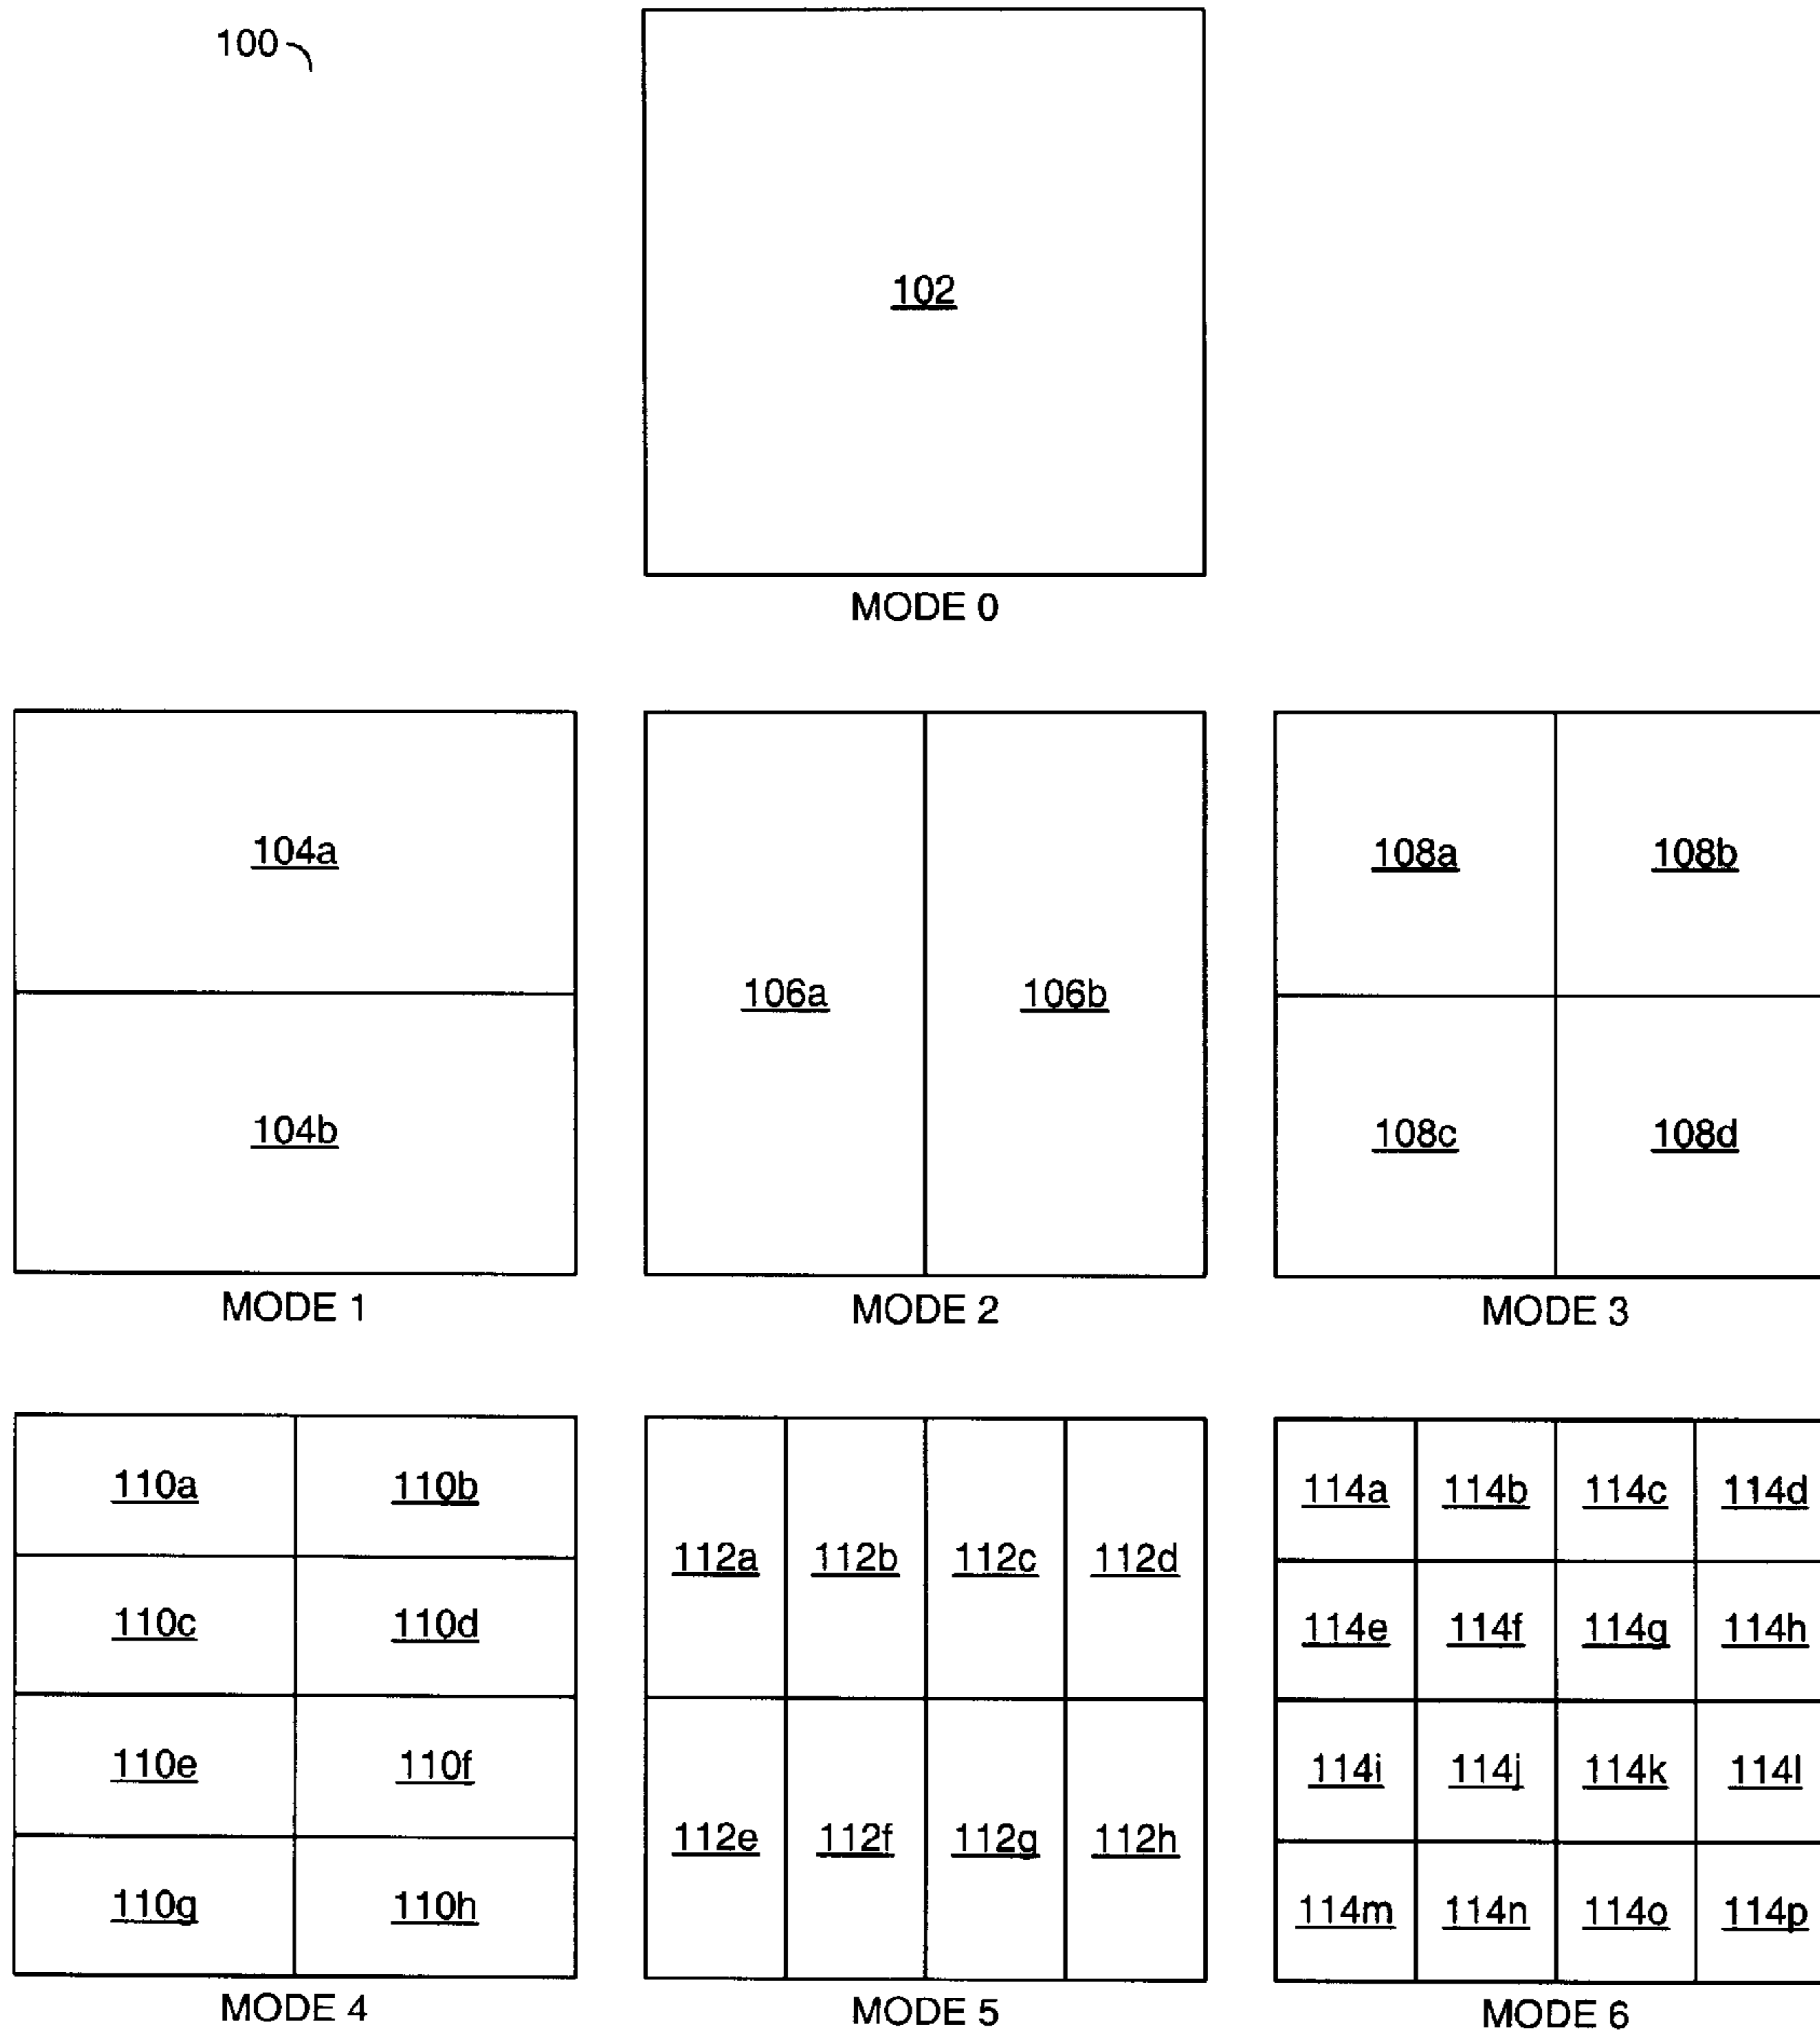 100
102
MODE 0
104a
104b
MODE 1
106a 106b
MODE 2
108a 108b
108c 108d
MODE 3
110a 110b
110c 110d
110e 110f
110g 110h
MODE 4
112a 112b 112c 112d
112e 112f 112g 112h
MODE 5
114a 114b 114c 114d
114e 114f 114g 114h
114i 114j 114k 114l
114m 114n 114o 114p
MODE 6